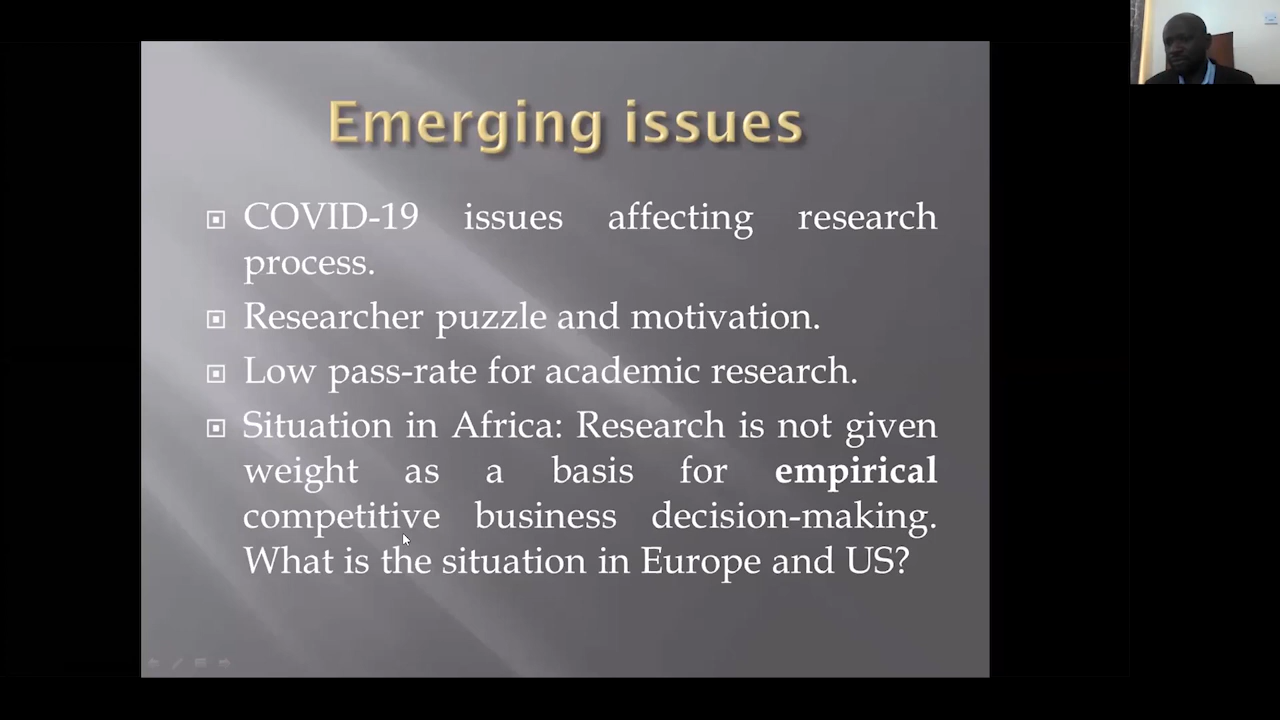 Emerging issues
COVID-19 issues affecting research
process.
Researcher puzzle and motivation.
Low pass-rate for academic research.
Situation in Africa: Research is not given
weight as a basis for empirical
competitive business decision-making.
What is the situation in Europe and US?